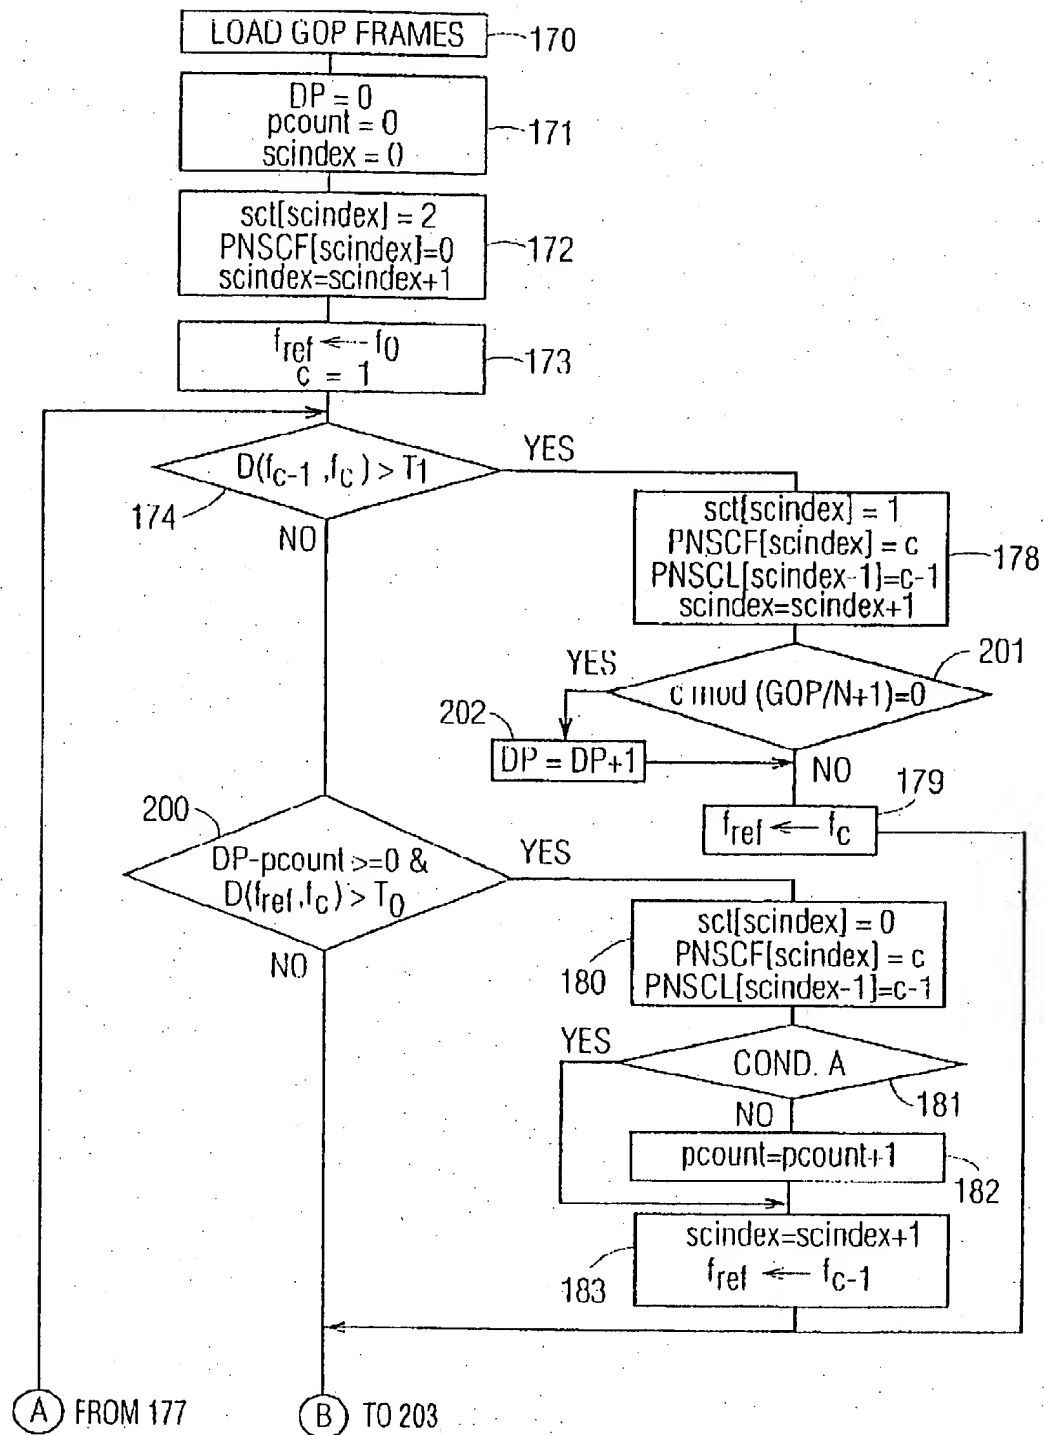 LOAD GOP FRAMES
170
DP = 0
pcount = 0
scindex = 0
171
sct[scindex] = 2
PNSCF[scindex]=0
scindex=scindex+1
172
fref ← f0
c = 1
173
D(fc-1 ,fc) > T1
YES
174
NO
sct[scindex] = 1
PNSCF[scindex] = c
PNSCL[scindex-1]=c-1
scindex=scindex+1
178
YES
201
c mod (GOP/N+1)=0
202
DP = DP+1
NO
179
fref ← fc
200
DP-pcount >=0 &
D(fref,fc) > T0
YES
NO
sct[scindex] = 0
PNSCF[scindex] = c
PNSCL[scindex-1]=c-1
180
YES
COND. A
181
NO
pcount=pcount+1
182
scindex=scindex+1
fref ← fc-1
183
A FROM 177
B TO 203